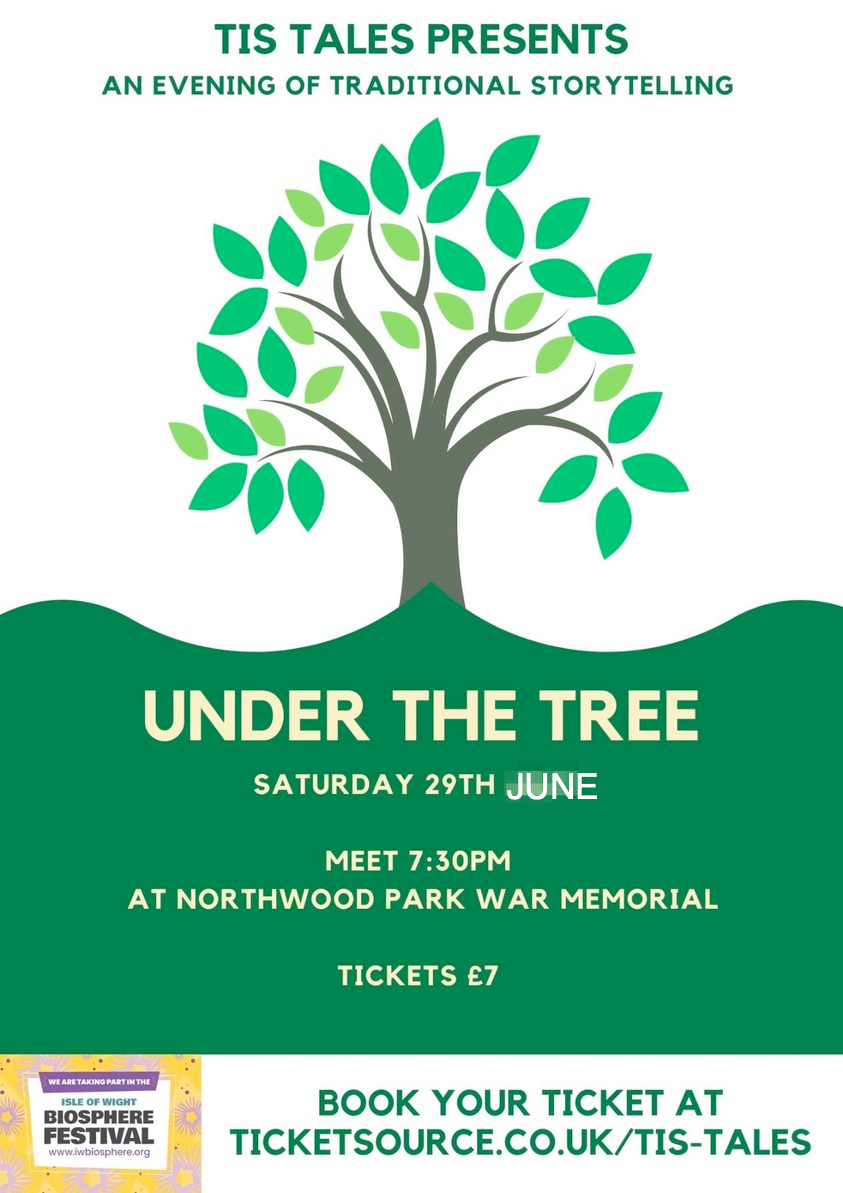 TIS TALES PRESENTS
AN EVENING OF TRADITIONAL STORYTELLING
UNDER THE TREE
SATURDAY 29TH JUNE
MEET 7:30PM
AT NORTHWOOD PARK WAR MEMORIAL
TICKETS £7
WE ARE TAKING PART IN THE
ISLE OF WIGHT
BIOSPHERE
FESTIVAL
www.iwbiosphere.org
BOOK YOUR TICKET AT
TICKETSOURCE.CO.UK/TIS-TALES